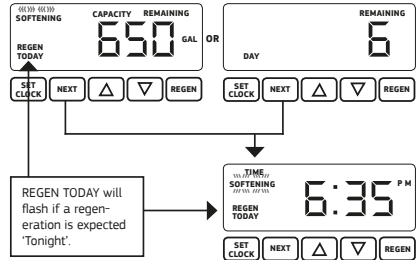 SOFTENING
CAPACITY REMAINING
650 GAL
REGEN
TODAY
SET
CLOCK
NEXT
REGEN
OR
REMAINING
6
DAY
SET
CLOCK
NEXT
REGEN
TIME
SOFTENING
6:35 PM
REGEN
TODAY
SET
CLOCK
NEXT
REGEN
REGEN TODAY will
flash if a regen-
eration is expected
'Tonight'.